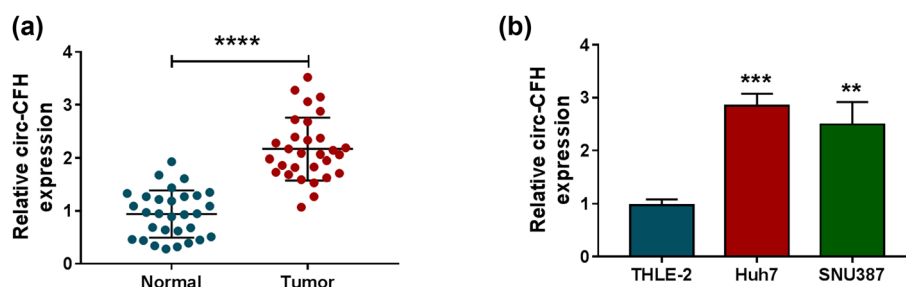 (a)
Relative circ-CFH
expression
4
3
2
1
0
****
Normal
Tumor
(b)
Relative circ-CFH
expression
4
3
2
1
0
***
**
THLE-2
Huh7
SNU387